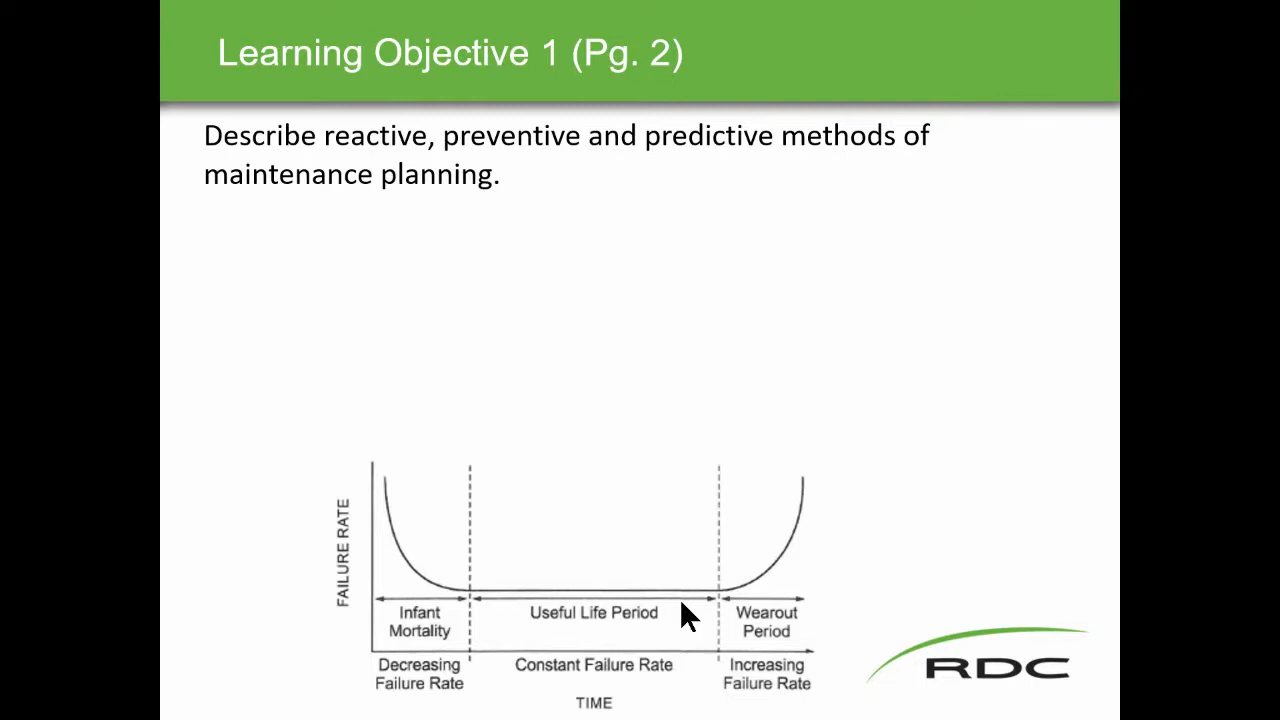 Learning Objective 1 (Pg. 2)
Describe reactive, preventive and predictive methods of
maintenance planning.
FAILURE RATE
Infant
Mortality
Useful Life Period
Wearout
Period
Decreasing
Failure Rate
Constant Failure Rate
Increasing
Failure Rate
TIME
RDC